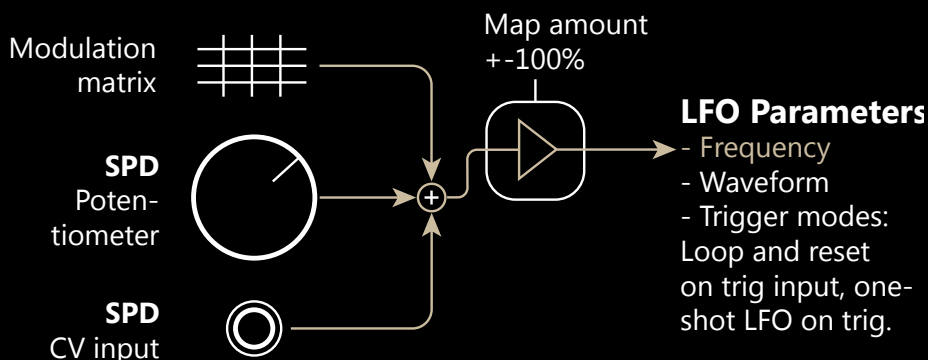 Modulation
matrix
SPD
Poten-
tiometer
SPD
CV input
+
Map amount
+-100%
LFO Parameters
- Frequency
- Waveform
- Trigger modes:
Loop and reset
on trig input, one-
shot LFO on trig.